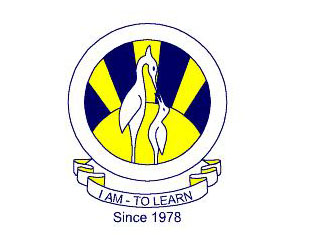 I AM - TO LEARN
Since 1978